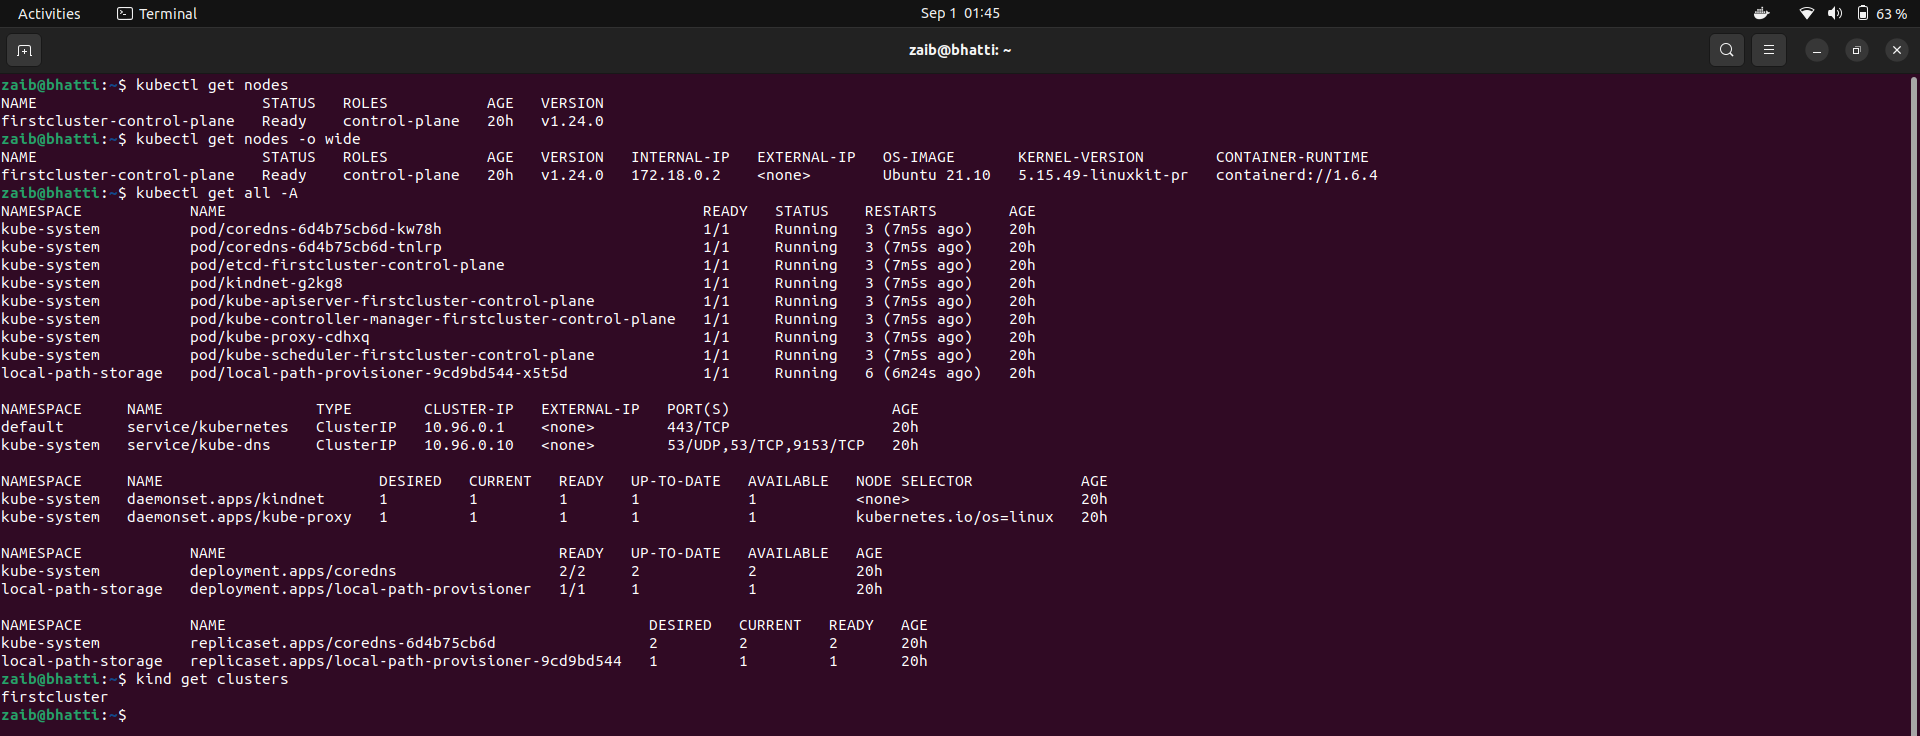 Activities Terminal Sep 1 01:45 63 %
zaib@bhatti: ~
zaib@bhatti:~$ kubectl get nodes
NAME STATUS ROLES AGE VERSION
firstcluster-control-plane Ready control-plane 20h v1.24.0
zaib@bhatti:~$ kubectl get nodes -o wide
NAME STATUS ROLES AGE VERSION INTERNAL-IP EXTERNAL-IP OS-IMAGE KERNEL-VERSION CONTAINER-RUNTIME
firstcluster-control-plane Ready control-plane 20h v1.24.0 172.18.0.2 <none> Ubuntu 21.10 5.15.49-linuxkit-pr containerd://1.6.4
zaib@bhatti:~$ kubectl get all -A
NAMESPACE NAME READY STATUS RESTARTS AGE
kube-system pod/coredns-6d4b75cb6d-kw78h 1/1 Running 3 (7m5s ago) 20h
kube-system pod/coredns-6d4b75cb6d-tnlrp 1/1 Running 3 (7m5s ago) 20h
kube-system pod/etcd-firstcluster-control-plane 1/1 Running 3 (7m5s ago) 20h
kube-system pod/kindnet-g2kg8 1/1 Running 3 (7m5s ago) 20h
kube-system pod/kube-apiserver-firstcluster-control-plane 1/1 Running 3 (7m5s ago) 20h
kube-system pod/kube-controller-manager-firstcluster-control-plane 1/1 Running 3 (7m5s ago) 20h
kube-system pod/kube-proxy-cdhxq 1/1 Running 3 (7m5s ago) 20h
kube-system pod/kube-scheduler-firstcluster-control-plane 1/1 Running 3 (7m5s ago) 20h
local-path-storage pod/local-path-provisioner-9cd9bd544-x5t5d 1/1 Running 6 (6m24s ago) 20h
NAMESPACE NAME TYPE CLUSTER-IP EXTERNAL-IP PORT(S) AGE
default service/kubernetes ClusterIP 10.96.0.1 <none> 443/TCP 20h
kube-system service/kube-dns ClusterIP 10.96.0.10 <none> 53/UDP,53/TCP,9153/TCP 20h
NAMESPACE NAME DESIRED CURRENT READY UP-TO-DATE AVAILABLE NODE SELECTOR AGE
kube-system daemonset.apps/kindnet 1 1 1 1 1 <none> 20h
kube-system daemonset.apps/kube-proxy 1 1 1 1 1 kubernetes.io/os=linux 20h
NAMESPACE NAME READY UP-TO-DATE AVAILABLE AGE
kube-system deployment.apps/coredns 2/2 2 2 20h
local-path-storage deployment.apps/local-path-provisioner 1/1 1 1 20h
NAMESPACE NAME DESIRED CURRENT READY AGE
kube-system replicaset.apps/coredns-6d4b75cb6d 2 2 2 20h
local-path-storage replicaset.apps/local-path-provisioner-9cd9bd544 1 1 1 20h
zaib@bhatti:~$ kind get clusters
firstcluster
zaib@bhatti:~$